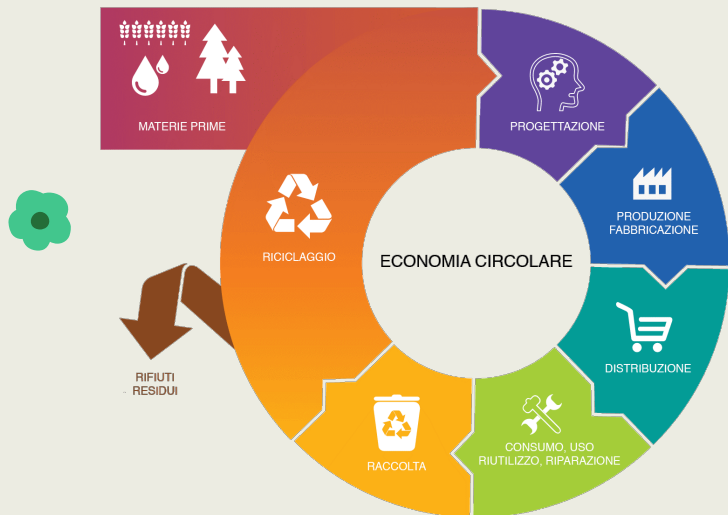 MATERIE PRIME
PROGETTAZIONE
PRODUZIONE
FABBRICAZIONE
RICICLAGGIO
ECONOMIA CIRCOLARE
DISTRIBUZIONE
RIFIUTI
RESIDUI
CONSUMO, USO
RIUTILIZZO, RIPARAZIONE
RACCOLTA